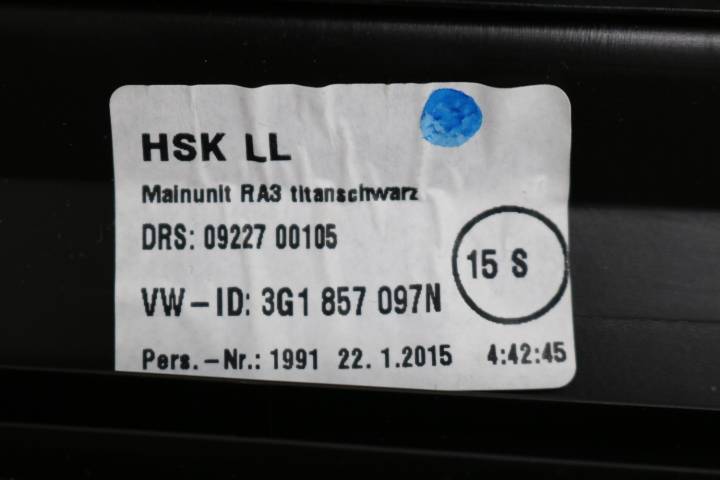 HSK LL
Mainunit RA3 titanschwarz
DRS: 09227 00105
15 S
VW-ID: 3G1 857 097N
Pers.-Nr.: 1991 22.1.2015 4:42:45